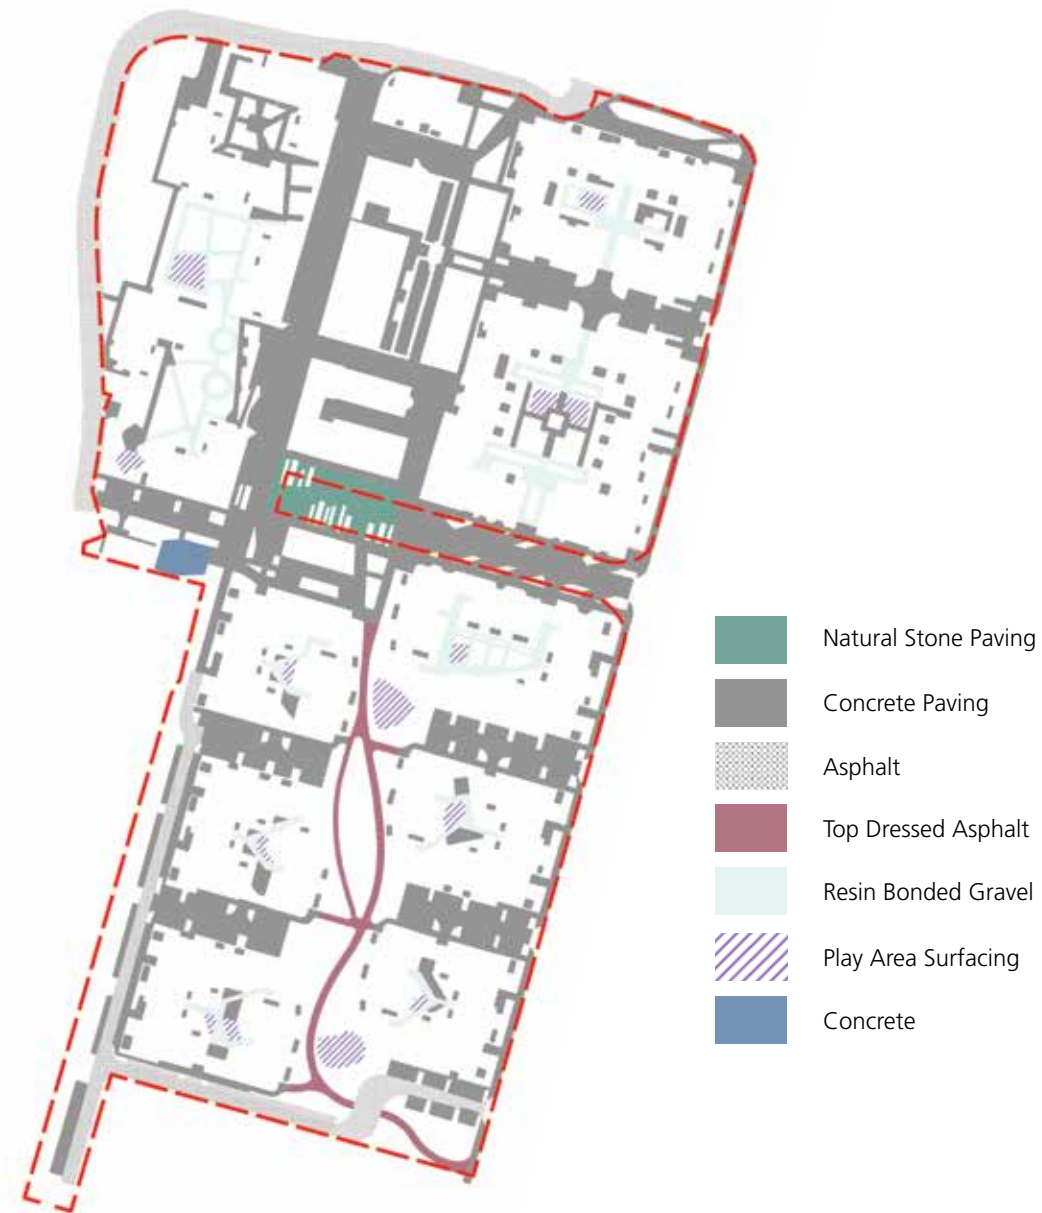 Natural Stone Paving
Concrete Paving
Asphalt
Top Dressed Asphalt
Resin Bonded Gravel
Play Area Surfacing
Concrete